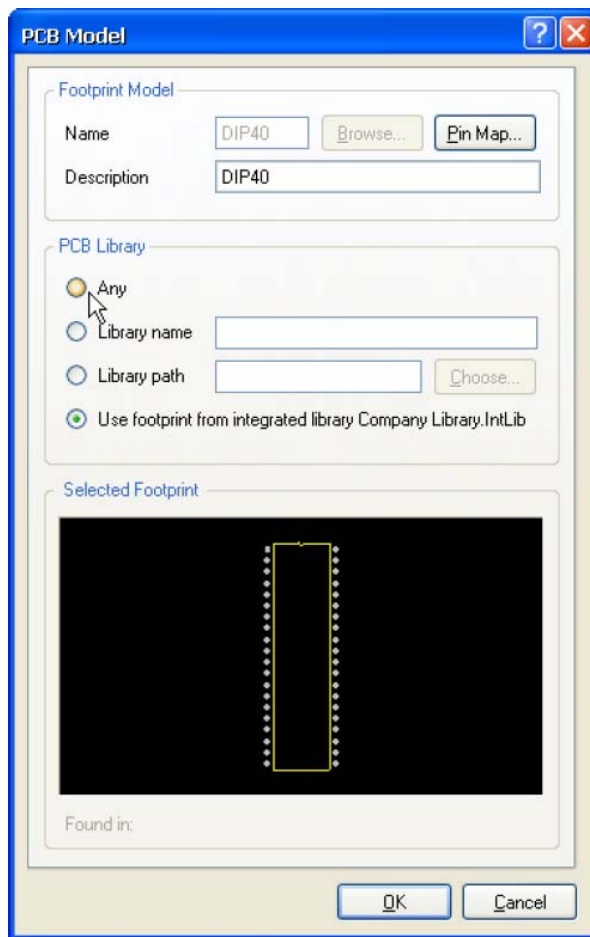 PCB Model
Footprint Model
Name DIP40 Browse... Pin Map...
Description DIP40
PCB Library
Any
Library name
Library path Choose...
Use footprint from integrated library Company Library.IntLib
Selected Footprint
Found in:
OK Cancel